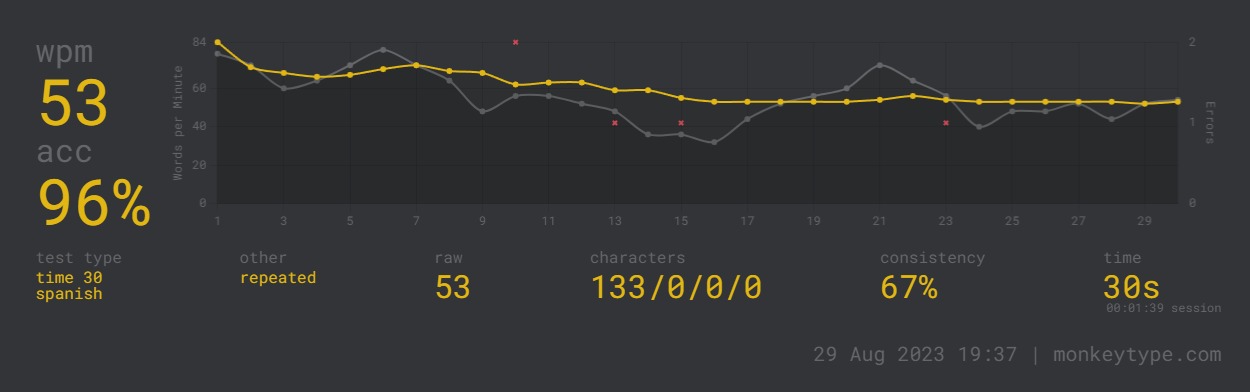 wpm
53
acc
96%
Words per Minute
84
60
40
20
0
1 3 5 7 9 11 13 15 17 19 21 23 25 27 29
2
1
0
Errors
test type
time 30
spanish
other
repeated
raw
53
characters
133/0/0/0
consistency
67%
time
30s
00:01:39 session
29 Aug 2023 19:37 | monkeytype.com